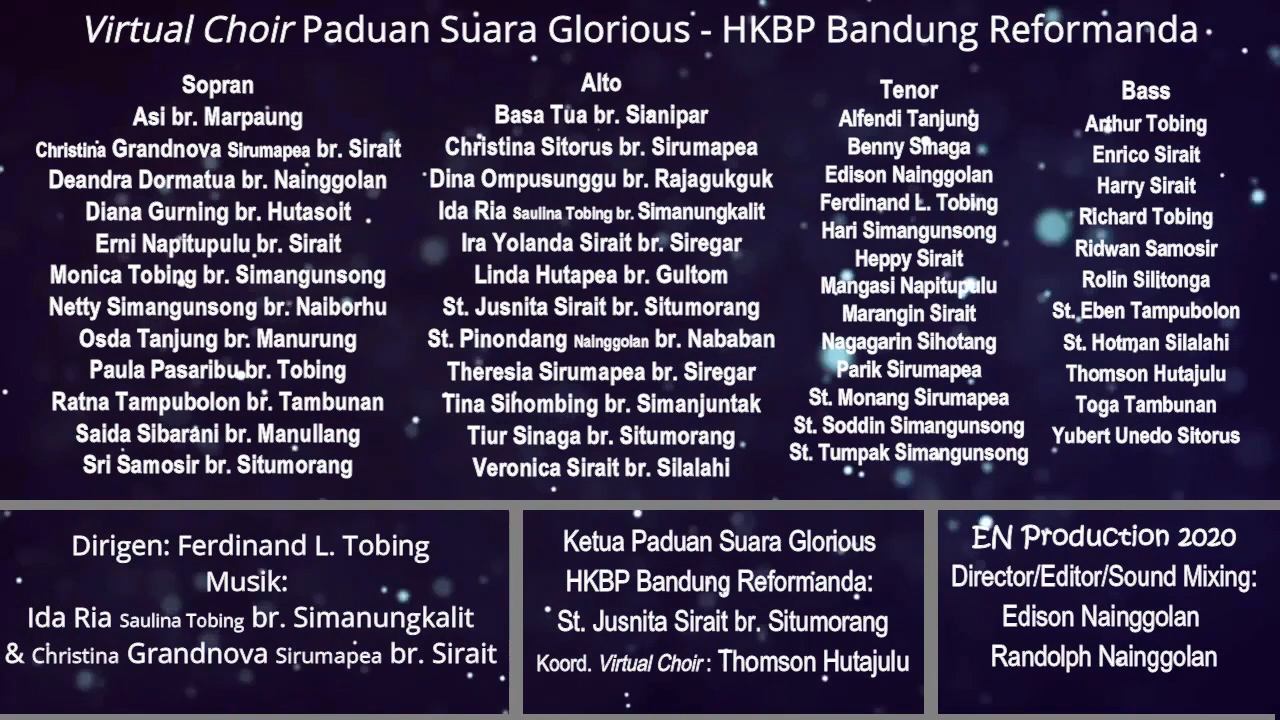 Virtual Choir Paduan Suara Glorious - HKBP Bandung Reformanda
Sopran
Asi br. Marpaung
Christina Grandnova Sirumapea br. Sirait
Deandra Dormatua br. Nainggolan
Diana Gurning br. Hutasoit
Erni Napitupulu br. Sirait
Monica Tobing br. Simangunsong
Netty Simangunsong br. Naiborhu
Osda Tanjung br. Manurung
Paula Pasaribu br. Tobing
Ratna Tampubolon br. Tambunan
Saida Sibarani br. Manullang
Sri Samosir br. Situmorang
Alto
Basa Tua br. Sianipar
Christina Sitorus br. Sirumapea
Dina Ompusunggu br. Rajagukguk
Ida Ria Saulina Tobing br. Simanungkalit
Ira Yolanda Sirait br. Siregar
Linda Hutapea br. Gultom
St. Jusnita Sirait br. Situmorang
St. Pinondang Nainggolan br. Nababan
Theresia Sirumapea br. Siregar
Tina Sihombing br. Simanjuntak
Tiur Sinaga br. Situmorang
Veronica Sirait br. Silalahi
Tenor
Alfendi Tanjung
Benny Sinaga
Edison Nainggolan
Ferdinand L. Tobing
Hari Simangunsong
Heppy Sirait
Mangasi Napitupulu
Marangin Sirait
Nagagarin Sihotang
Parik Sirumapea
St. Monang Sirumapea
St. Soddin Simangunsong
St. Tumpak Simangunsong
Bass
Arthur Tobing
Enrico Sirait
Harry Sirait
Richard Tobing
Ridwan Samosir
Rolin Silitonga
St. Eben Tampubolon
St. Hotman Silalahi
Thomson Hutajulu
Toga Tambunan
Yubert Unedo Sitorus
Dirigen: Ferdinand L. Tobing
Musik:
Ida Ria Saulina Tobing br. Simanungkalit
& Christina Grandnova Sirumapea br. Sirait
Ketua Paduan Suara Glorious
HKBP Bandung Reformanda:
St. Jusnita Sirait br. Situmorang
Koord. Virtual Choir: Thomson Hutajulu
EN Production 2020
Director/Editor/Sound Mixing:
Edison Nainggolan
Randolph Nainggolan